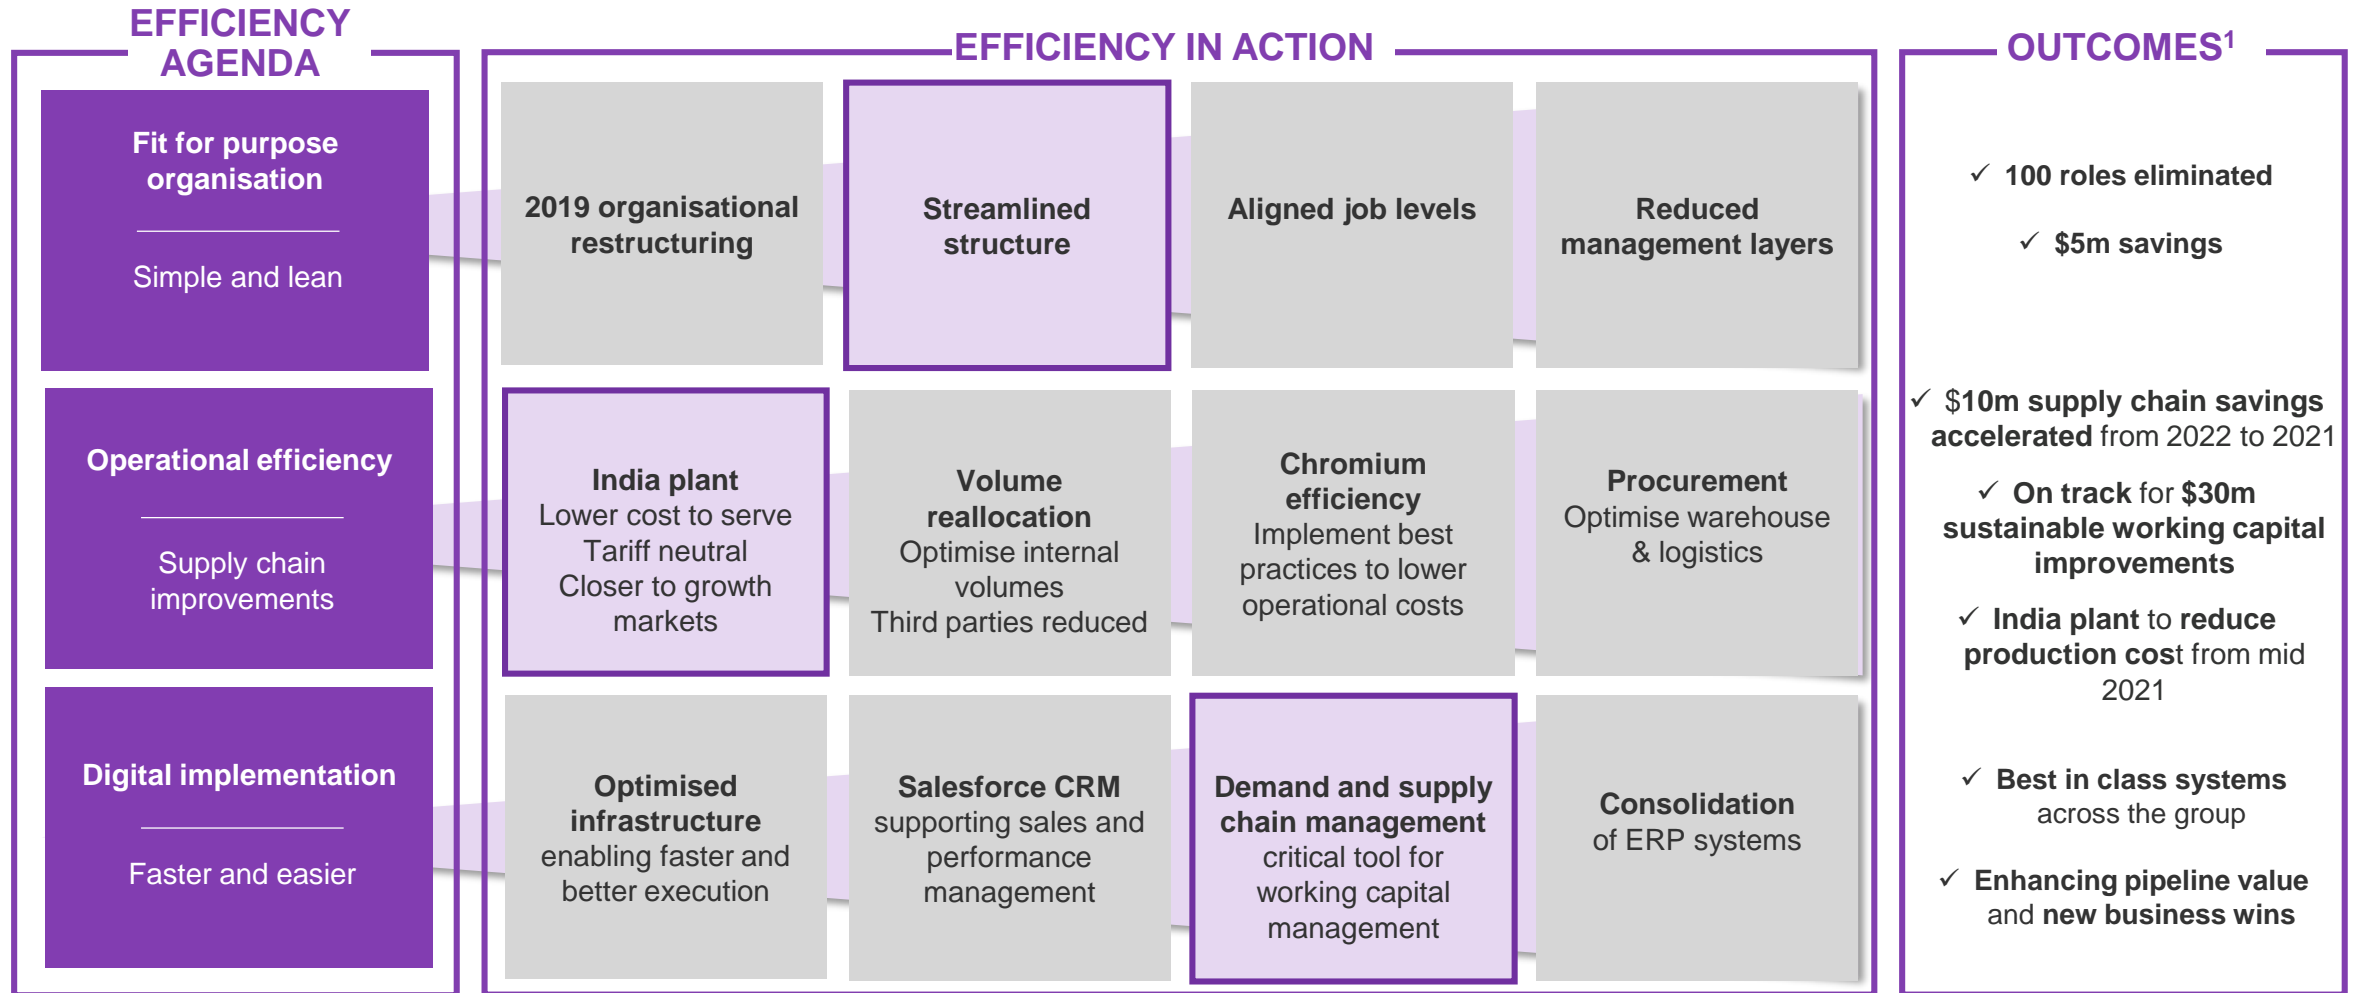 EFFICIENCY
AGENDA
EFFICIENCY IN ACTION
OUTCOMES¹
Fit for purpose
organisation
Simple and lean
2019 organisational
restructuring
Streamlined
structure
Aligned job levels
Reduced
management layers
✓ 100 roles eliminated
✓ $5m savings
Operational efficiency
Supply chain
improvements
India plant
Lower cost to serve
Tariff neutral
Closer to growth
markets
Volume
reallocation
Optimise internal
volumes
Third parties reduced
Chromium
efficiency
Implement best
practices to lower
operational costs
Procurement
Optimise warehouse
& logistics
✓ $10m supply chain savings
accelerated from 2022 to 2021
✓ On track for $30m
sustainable working capital
improvements
✓ India plant to reduce
production cost from mid
2021
Digital implementation
Faster and easier
Optimised
infrastructure
enabling faster and
better execution
Salesforce CRM
supporting sales and
performance
management
Demand and supply
chain management
critical tool for
working capital
management
Consolidation
of ERP systems
✓ Best in class systems
across the group
✓ Enhancing pipeline value
and new business wins